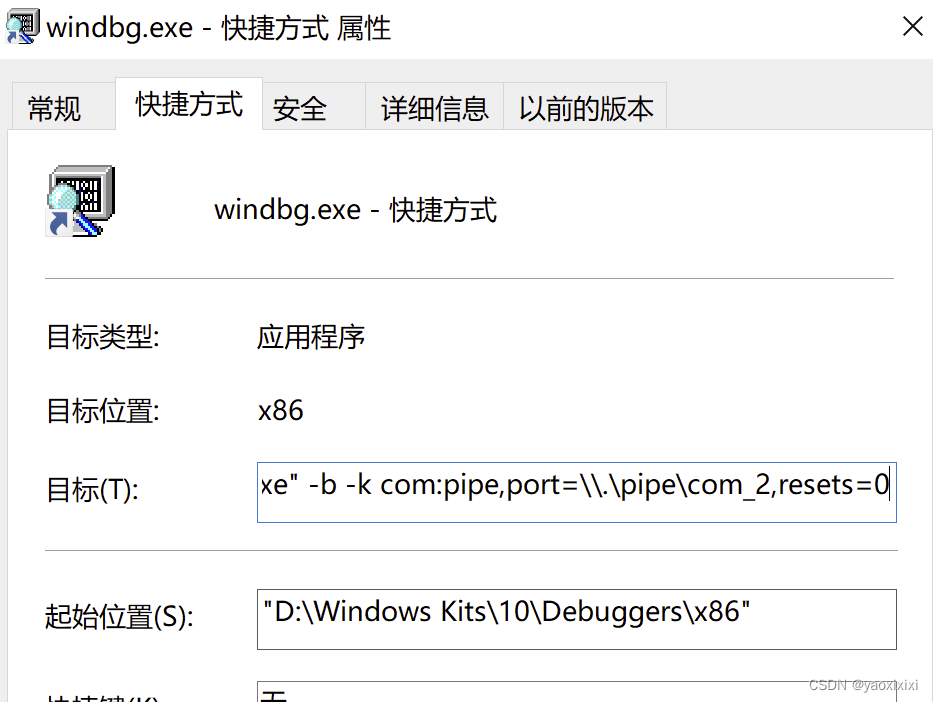 windbg.exe - 快捷方式 属性
常规 快捷方式 安全 详细信息 以前的版本
windbg.exe - 快捷方式
目标类型: 应用程序
目标位置: x86
目标(T): xe" -b -k com:pipe,port=\\.\pipe\com_2,resets=0
起始位置(S): "D:\Windows Kits\10\Debuggers\x86"
快捷键(K): 无
CSDN @yaoxixixi